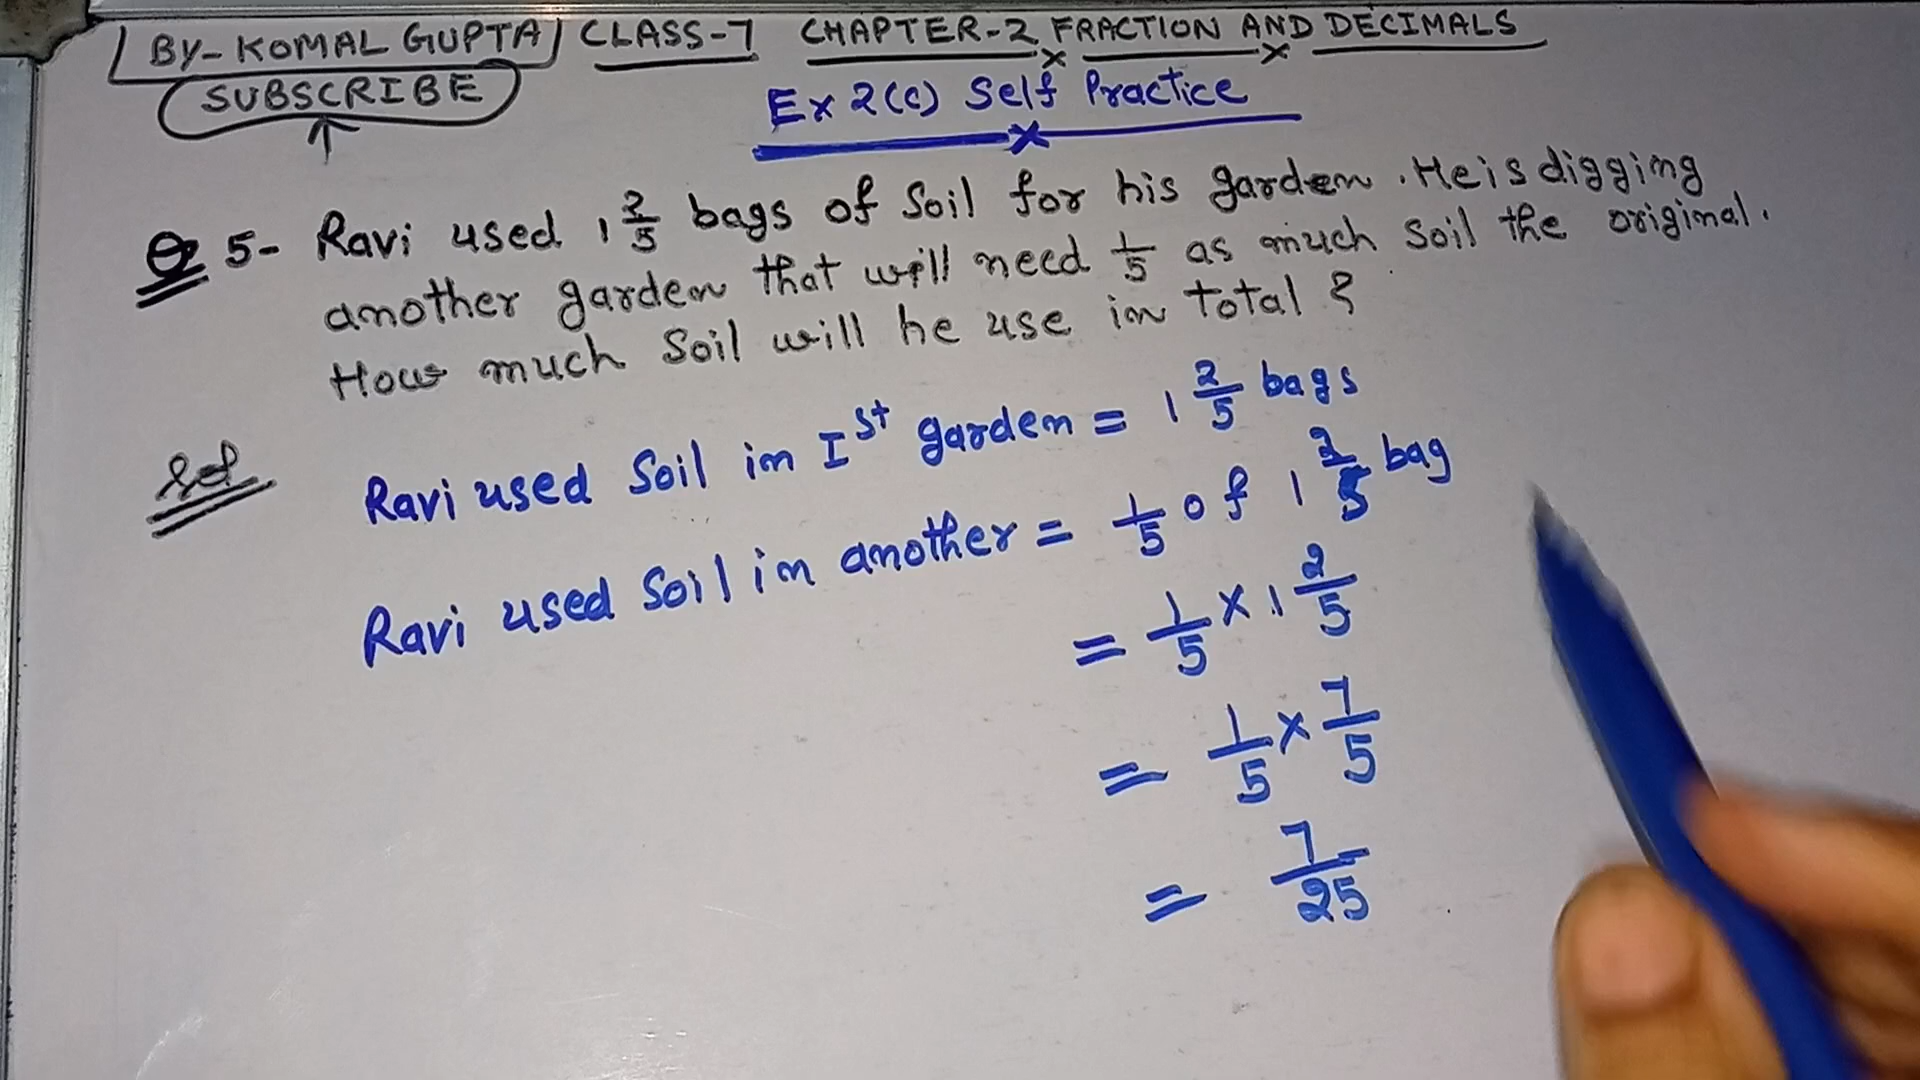 BY-KOMAL GUPTA CLASS-7 CHAPTER-2 FRACTION AND DECIMALS
SUBSCRIBE
Ex 2(c) Self Practice
Q 5- Ravi used 1 2/5 bags of Soil for his garden. He is digging
another garden that will need 1/5 as much soil the original.
How much Soil will he use in total ?
Sol
Ravi used Soil in Ist garden = 1 2/5 bags
Ravi used Soil in another = 1/5 of 1 2/5 bag
= 1/5 × 1 2/5
= 1/5 × 7/5
= 7/25